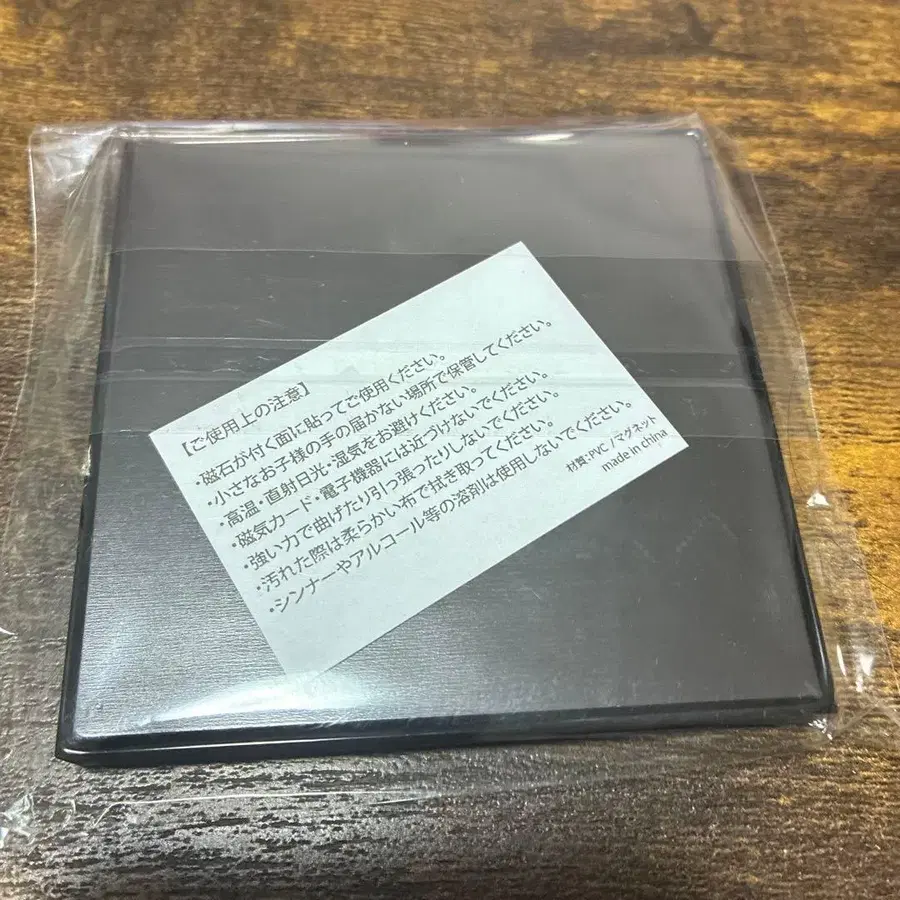 【ご使用上の注意】
・磁石が付く面に貼ってご使用ください。
・小さなお子様の手の届かない場所で保管してください。
・高温・直射日光・湿気をお避けください。
・磁気カード・電子機器には近づけないでください。
・強い力で曲げたり引っ張ったりしないでください。
・汚れた際は柔らかい布で拭き取ってください。
・シンナーやアルコール等の溶剤は使用しないでください。
材質:PVC/マグネット
made in china